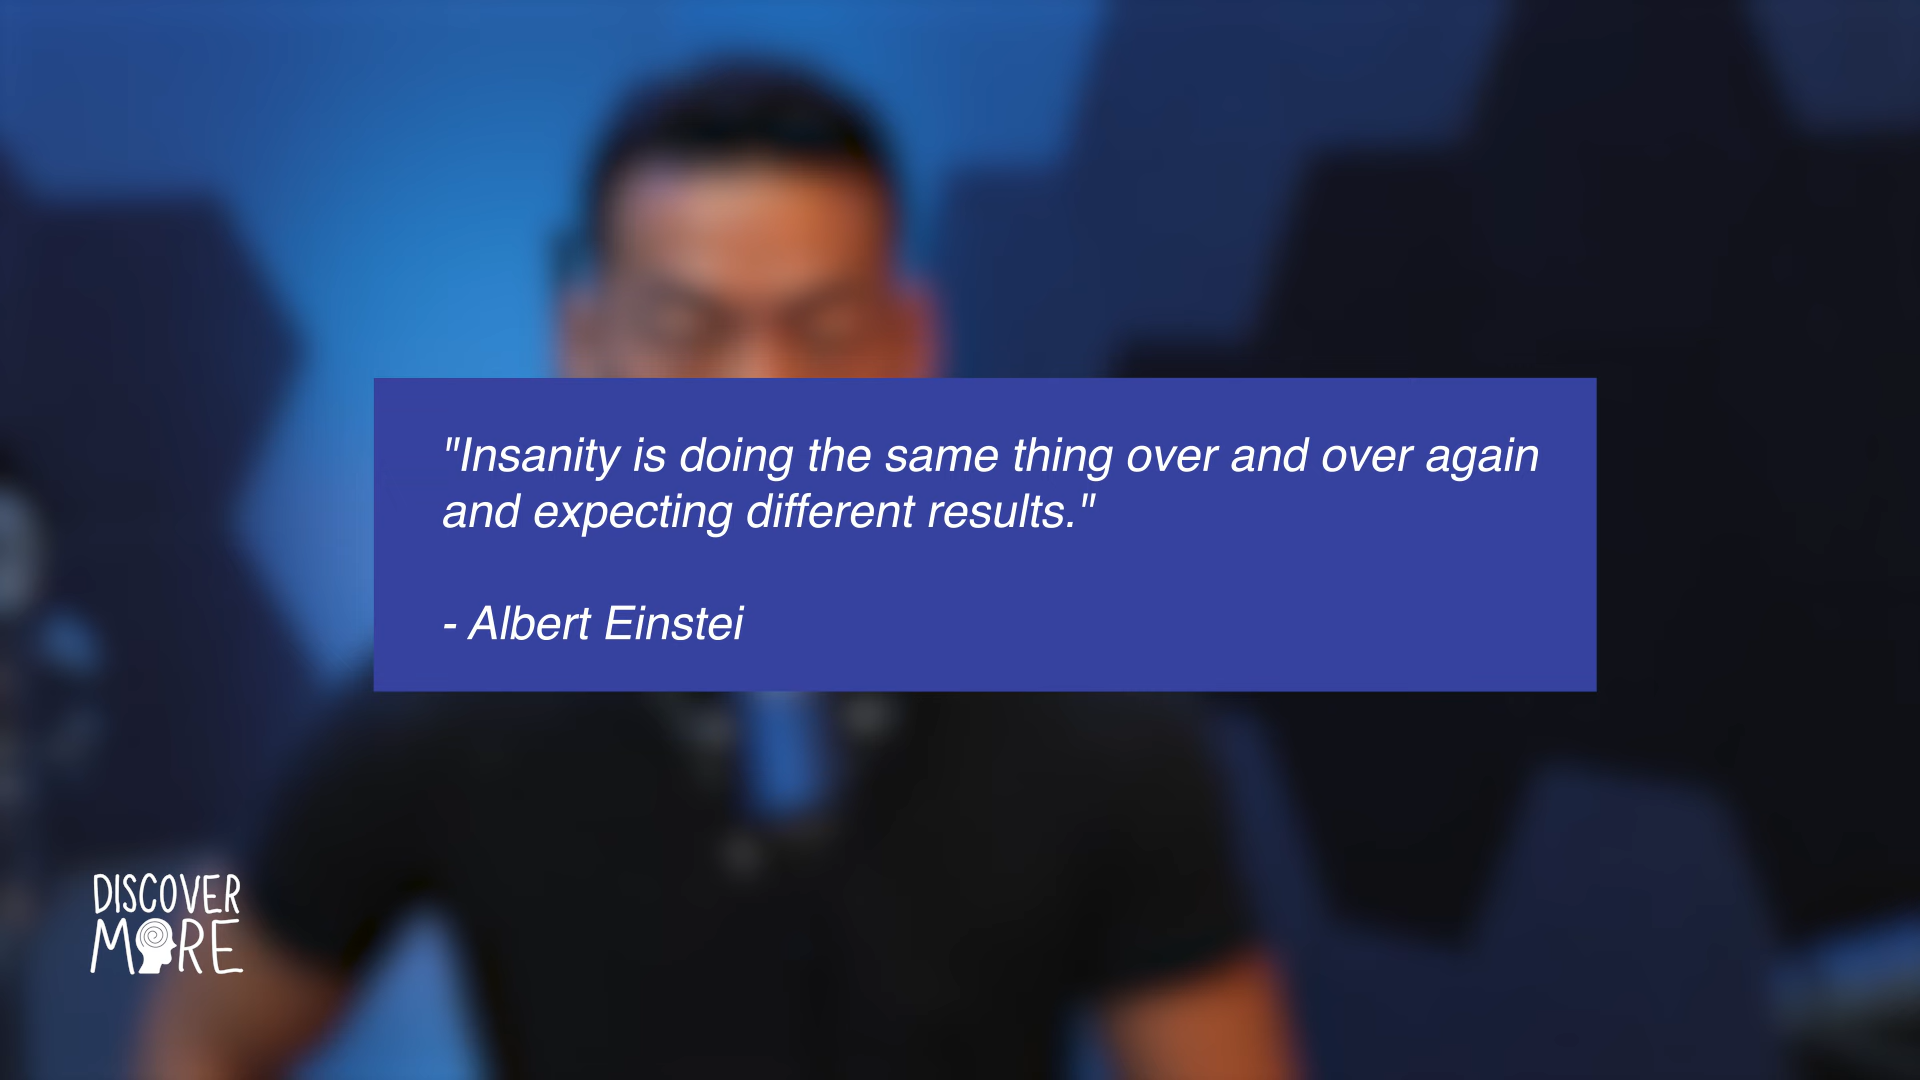 "Insanity is doing the same thing over and over again
and expecting different results."
- Albert Einstei
DISCOVER
MORE